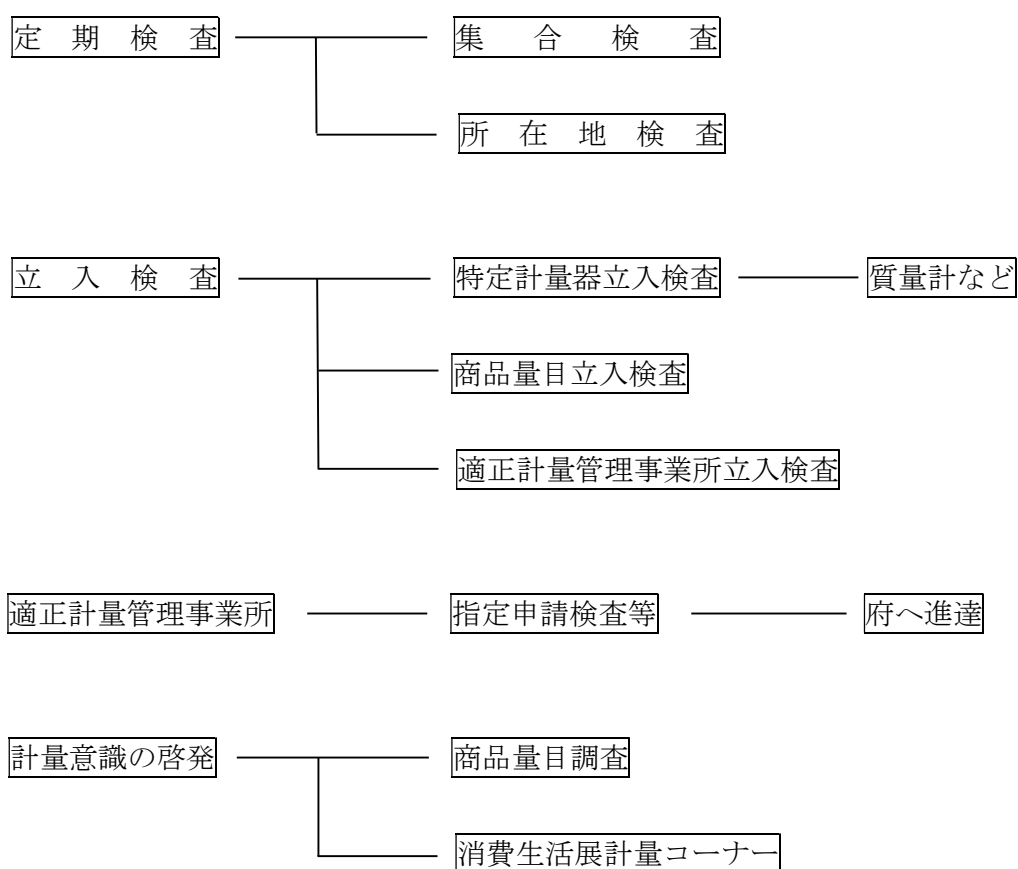 定期検査 集合検査
所在地検査
立入検査 特定計量器立入検査 質量計など
商品量目立入検査
適正計量管理事業所立入検査
適正計量管理事業所 指定申請検査等 府へ進達
計量意識の啓発 商品量目調査
消費生活展計量コーナー